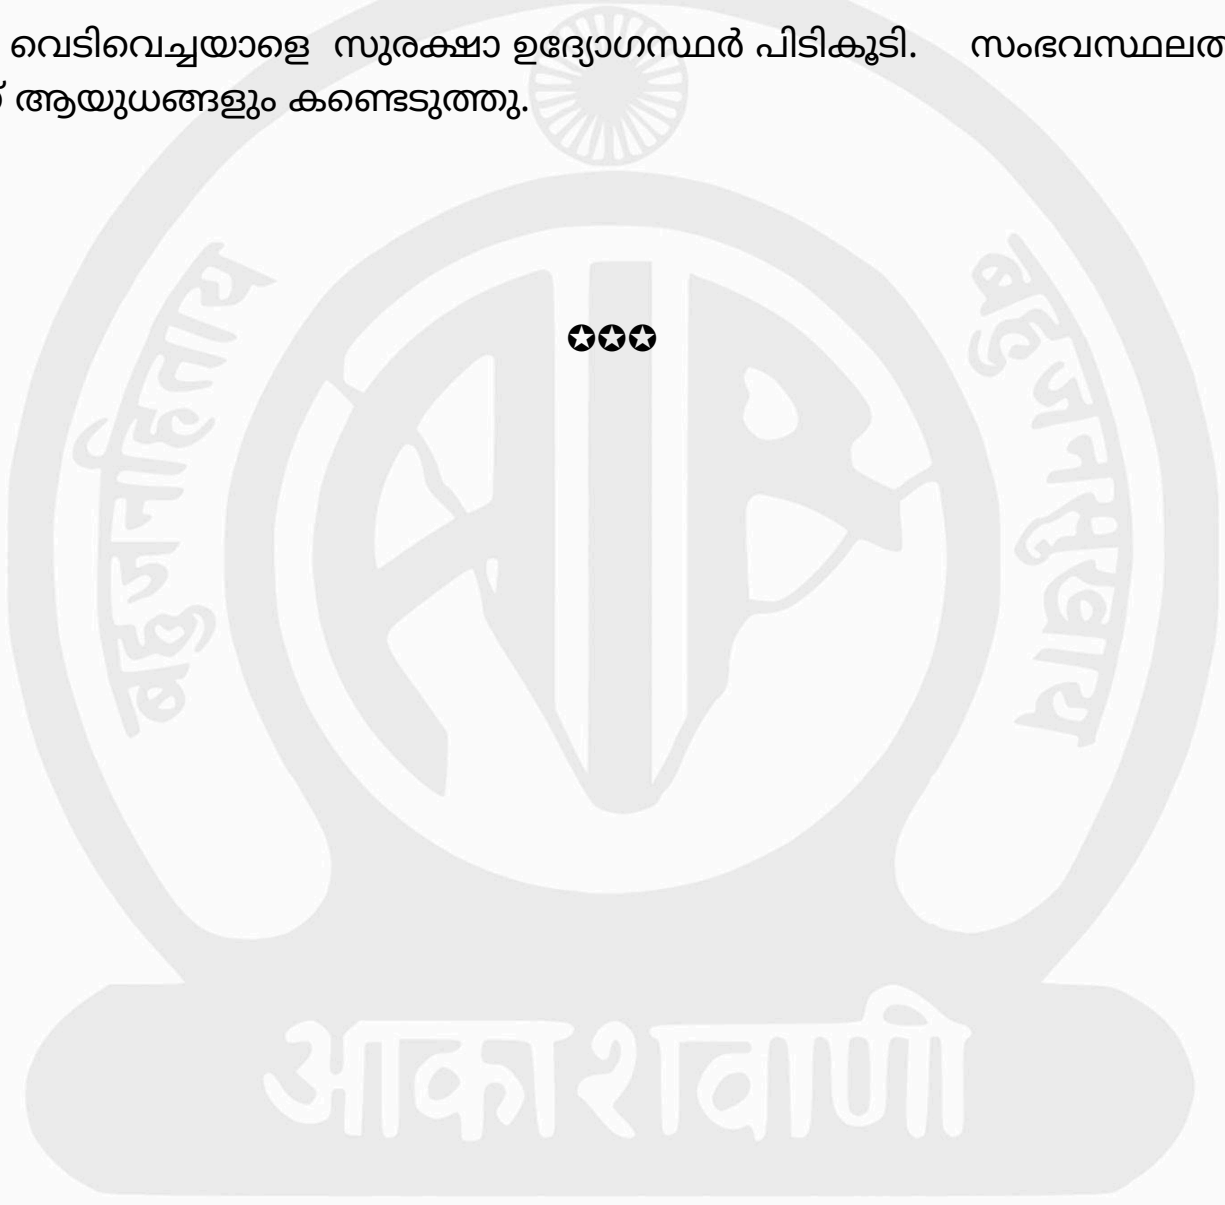 വെടിവെച്ചയാളെ സുരക്ഷാ ഉദ്യോഗസ്ഥർ പിടികൂടി. സംഭവസ്ഥലത
ആയുധങ്ങളും കണ്ടെടുത്തു.
✪✪✪
बहुजनहिताय
बहुजनसुखाय
आकाशवाणी